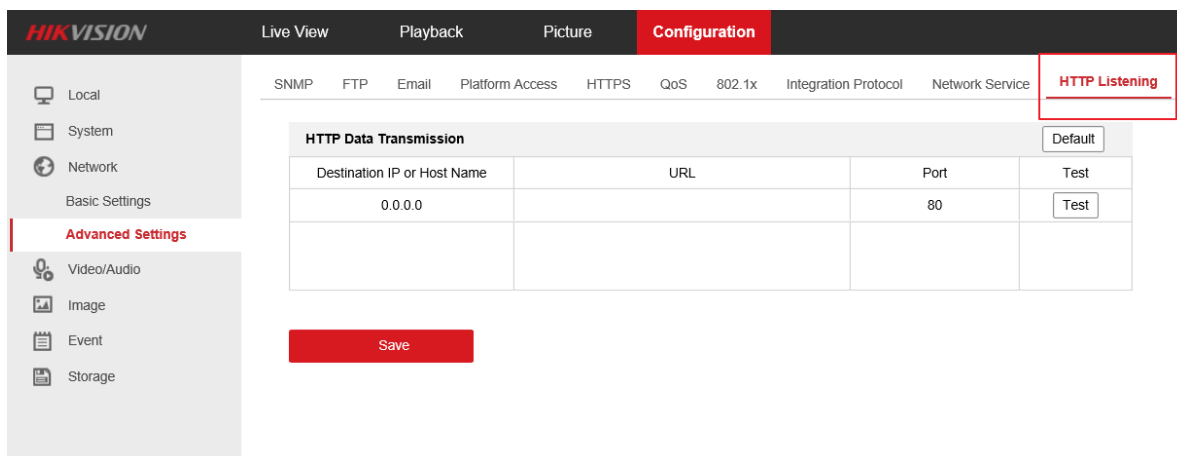 HIKVISION Live View Playback Picture Configuration
SNMP FTP Email Platform Access HTTPS QoS 802.1x Integration Protocol Network Service HTTP Listening
Local
System
Network
Basic Settings
Advanced Settings
Video/Audio
Image
Event
Storage
HTTP Data Transmission Default
Destination IP or Host Name URL Port Test
0.0.0.0 80 Test
Save